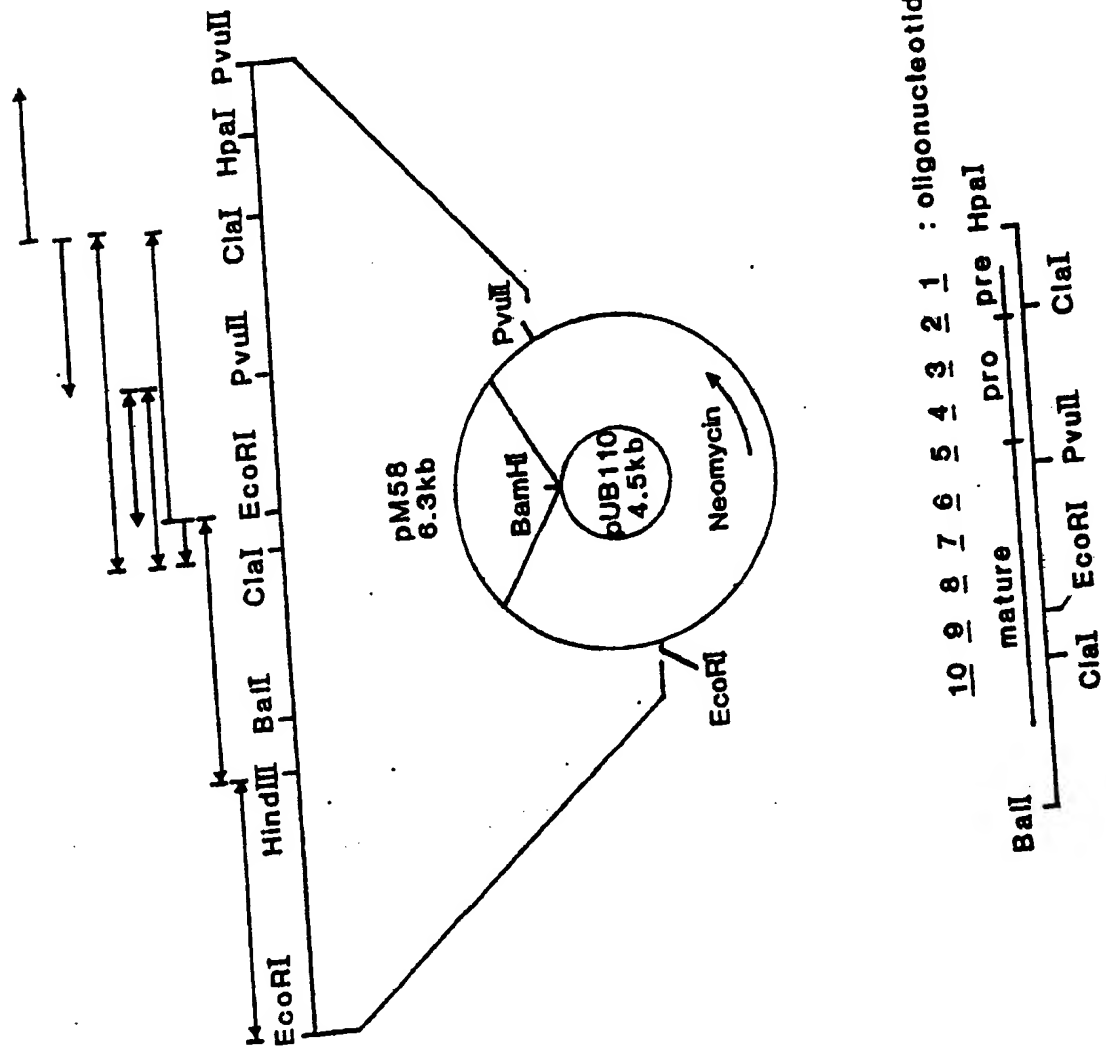 EcoRI HindIII BalI ClaI EcoRI PvuII ClaI HpaI PvuII
pM58
6.3kb
BamHI
PvuII
pUB110
4.5kb
Neomycin
EcoRI
10 9 8 7 6 5 4 3 2 1 : oligonucleotid
mature pro pre
BalI HpaI
ClaI EcoRI PvuII ClaI